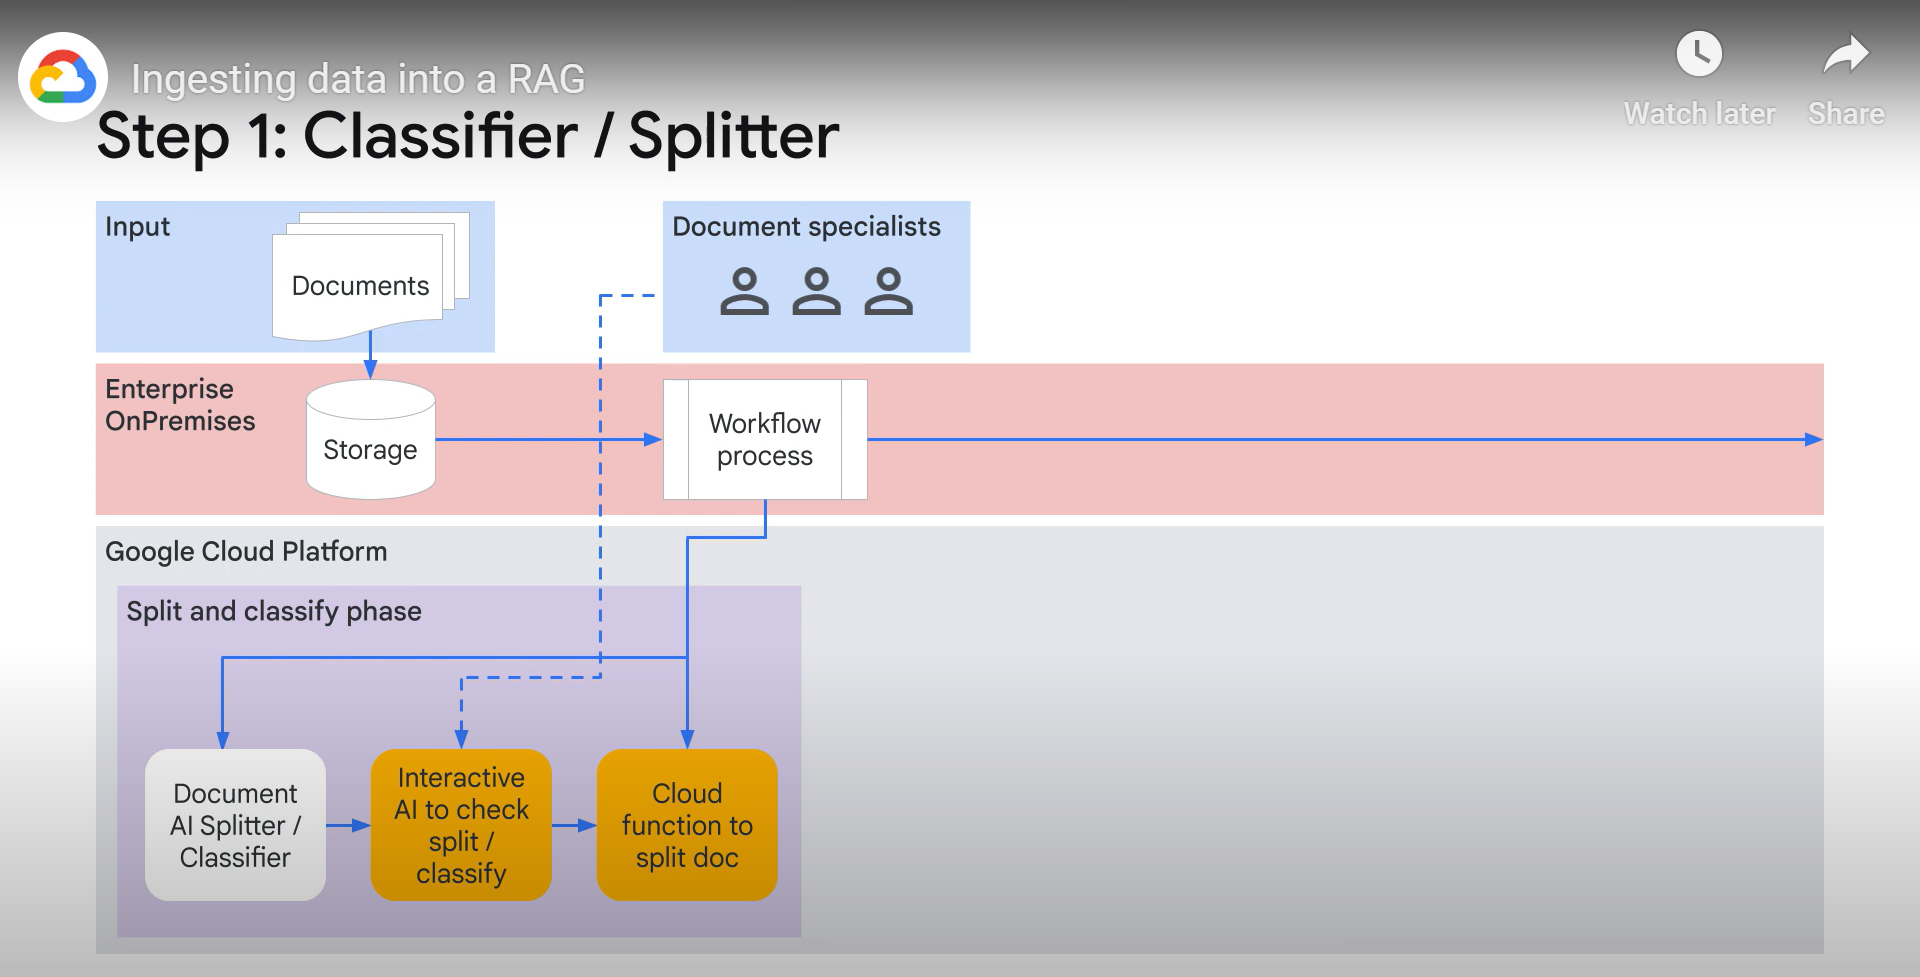 Ingesting data into a RAG
Watch later
Share
Step 1: Classifier / Splitter
Input
Documents
Document specialists
Enterprise
OnPremises
Storage
Workflow
process
Google Cloud Platform
Split and classify phase
Document
AI Splitter /
Classifier
Interactive
AI to check
split /
classify
Cloud
function to
split doc